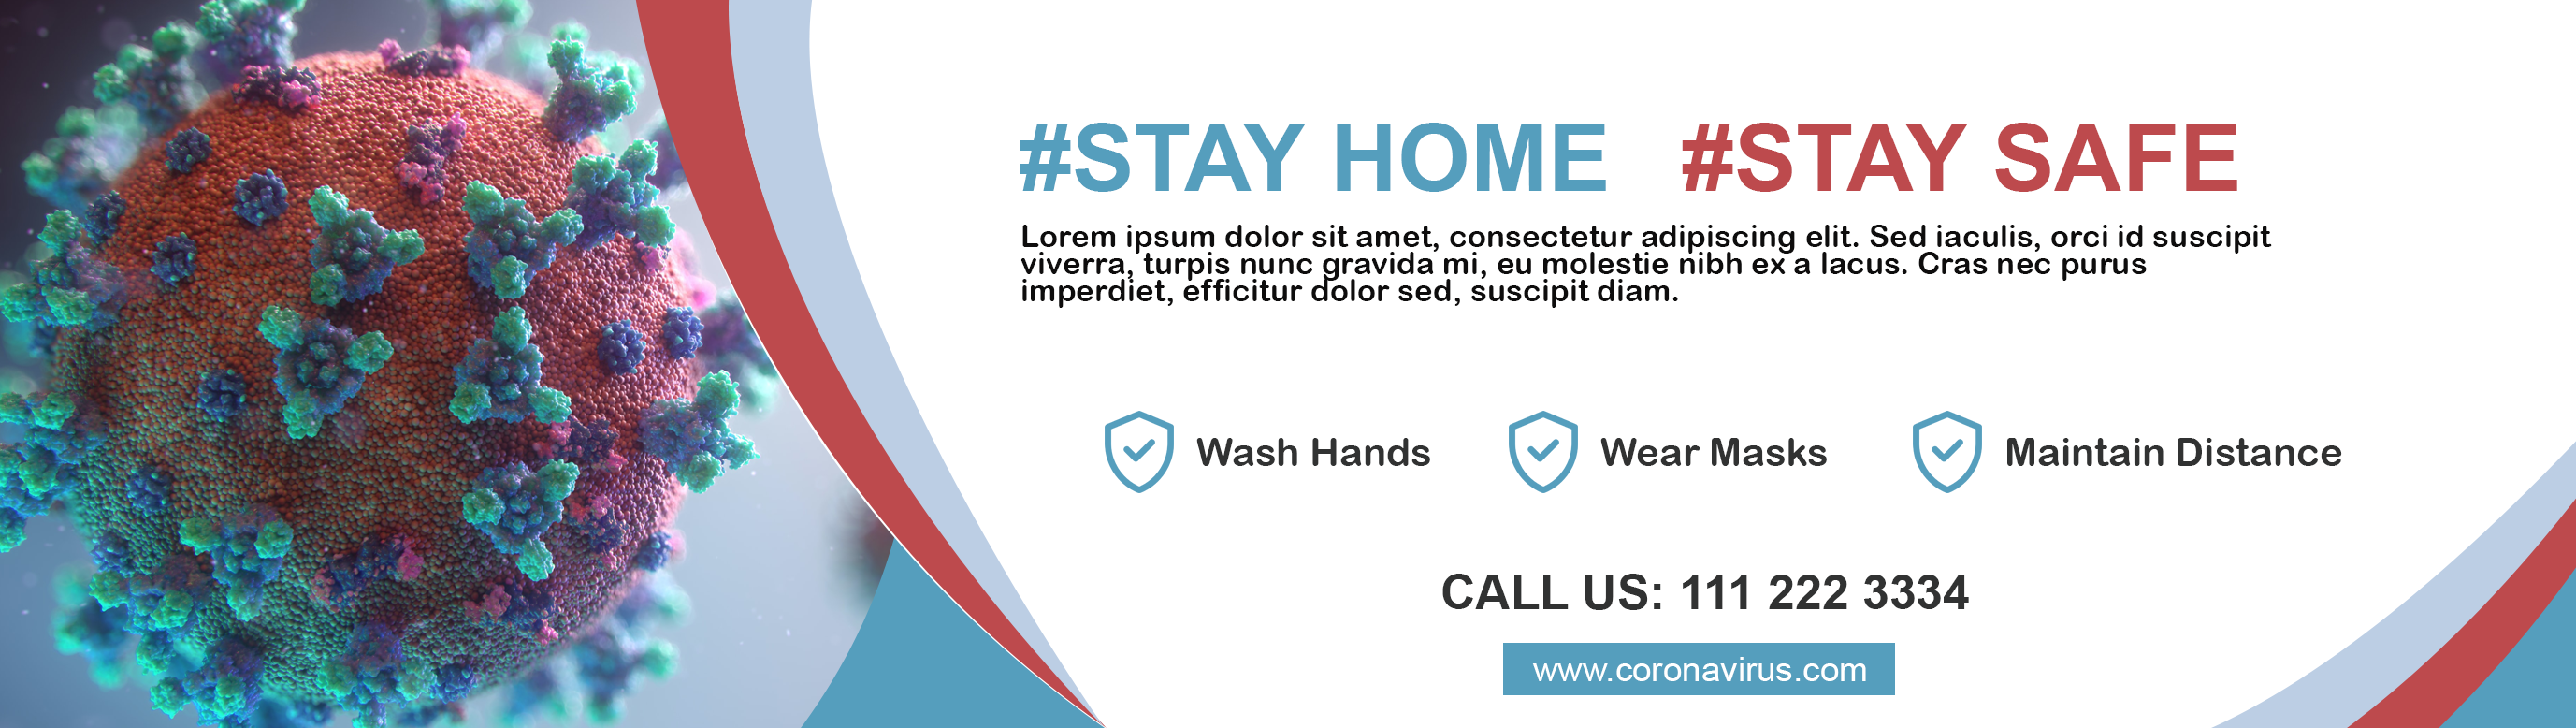 #STAY HOME #STAY SAFE
Lorem ipsum dolor sit amet, consectetur adipiscing elit. Sed iaculis, orci id suscipit
viverra, turpis nunc gravida mi, eu molestie nibh ex a lacus. Cras nec purus
imperdiet, efficitur dolor sed, suscipit diam.
Wash Hands Wear Masks Maintain Distance
CALL US: 111 222 3334
www.coronavirus.com